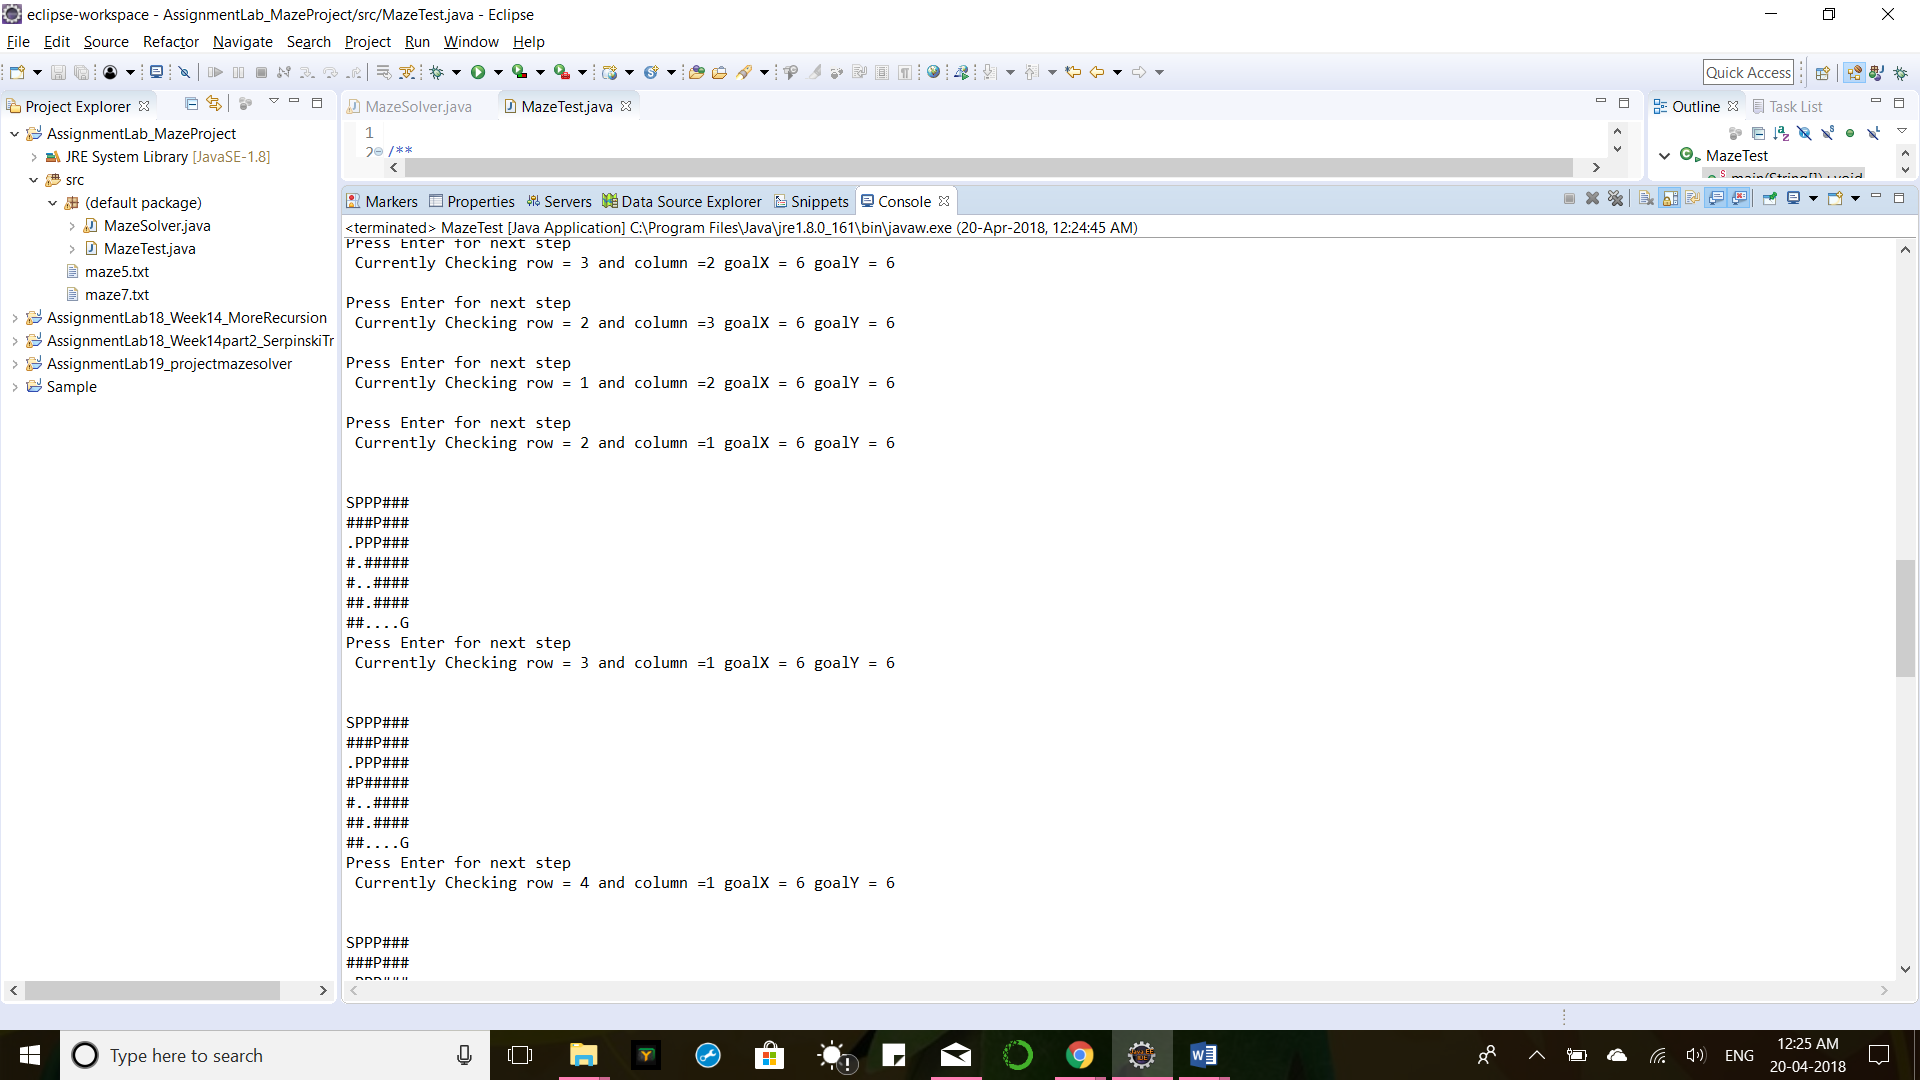 eclipse-workspace - AssignmentLab_MazeProject/src/MazeTest.java - Eclipse
File Edit Source Refactor Navigate Search Project Run Window Help
Quick Access
Project Explorer
AssignmentLab_MazeProject
JRE System Library [JavaSE-1.8]
src
(default package)
MazeSolver.java
MazeTest.java
maze5.txt
maze7.txt
AssignmentLab18_Week14_MoreRecursion
AssignmentLab18_Week14part2_SerpinskiTr
AssignmentLab19_projectmazesolver
Sample
MazeSolver.java MazeTest.java
1
2 /**
Outline Task List
MazeTest
main(String[]) : void
Markers Properties Servers Data Source Explorer Snippets Console
<terminated> MazeTest [Java Application] C:\Program Files\Java\jre1.8.0_161\bin\javaw.exe (20-Apr-2018, 12:24:45 AM)
Press Enter for next step
Currently Checking row = 3 and column =2 goalX = 6 goalY = 6
Press Enter for next step
Currently Checking row = 2 and column =3 goalX = 6 goalY = 6
Press Enter for next step
Currently Checking row = 1 and column =2 goalX = 6 goalY = 6
Press Enter for next step
Currently Checking row = 2 and column =1 goalX = 6 goalY = 6
SPPP###
###P###
.PPP###
#.#####
#..####
##.####
##....G
Press Enter for next step
Currently Checking row = 3 and column =1 goalX = 6 goalY = 6
SPPP###
###P###
.PPP###
#P#####
#..####
##.####
##....G
Press Enter for next step
Currently Checking row = 4 and column =1 goalX = 6 goalY = 6
SPPP###
###P###
.PPP###
Type here to search
ENG
12:25 AM
20-04-2018